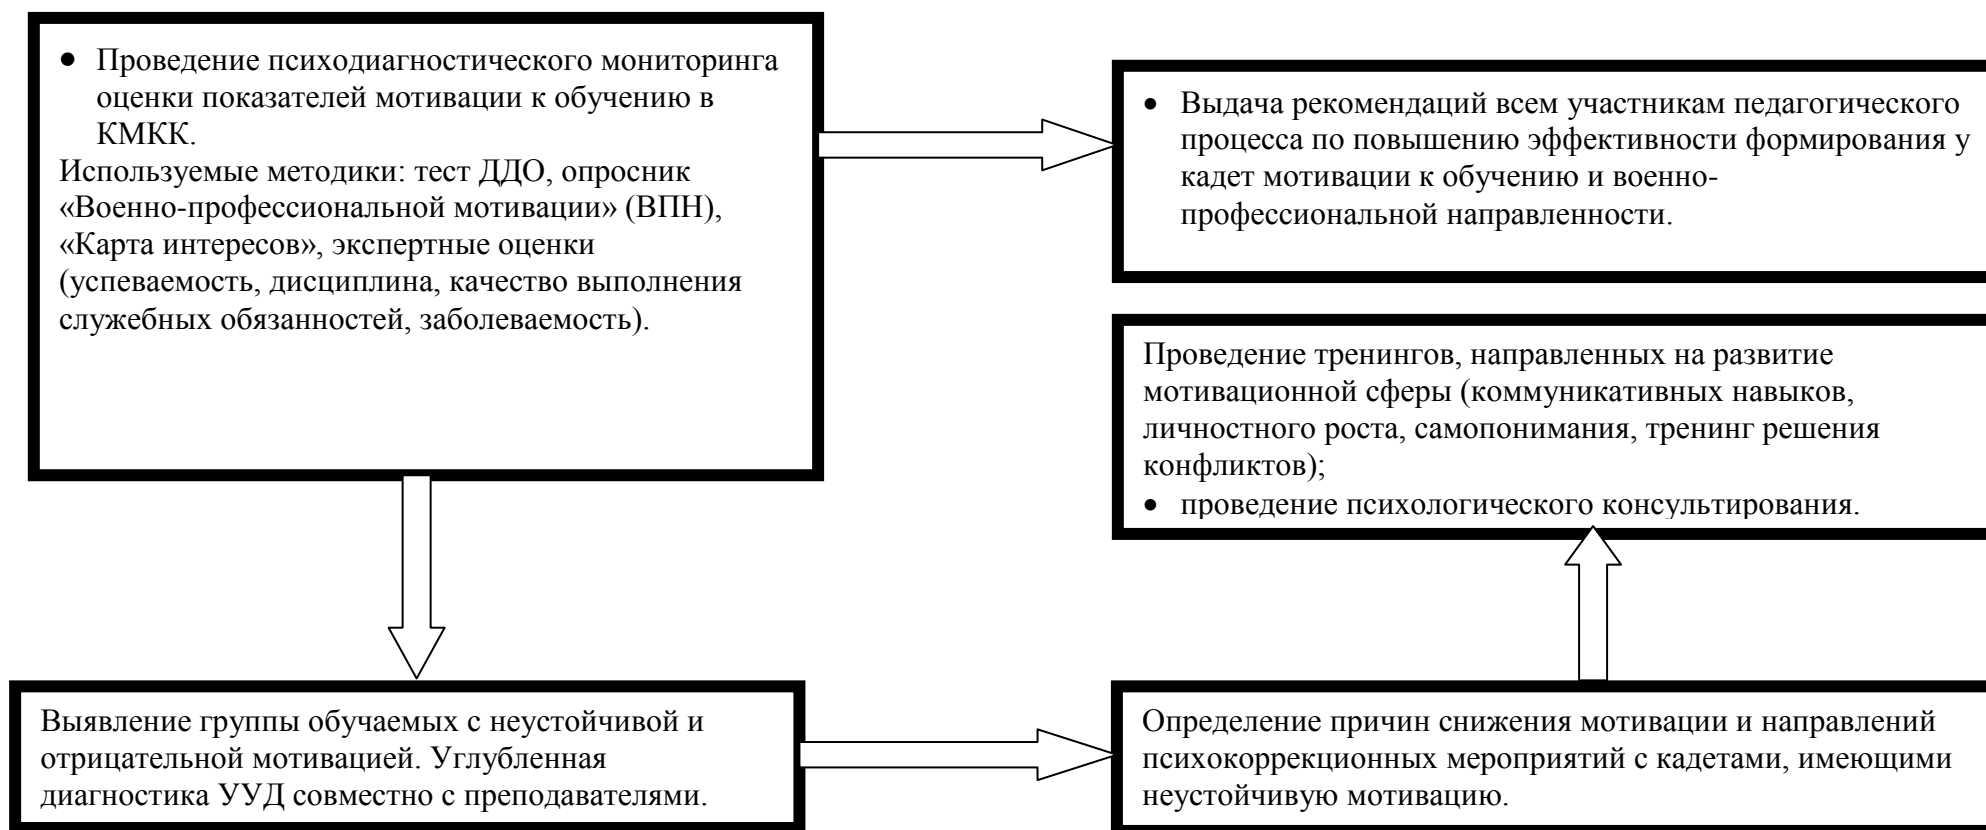 • Проведение психодиагностического мониторинга
оценки показателей мотивации к обучению в
КМКК.
Используемые методики: тест ДДО, опросник
«Военно-профессиональной мотивации» (ВПН),
«Карта интересов», экспертные оценки
(успеваемость, дисциплина, качество выполнения
служебных обязанностей, заболеваемость).
• Выдача рекомендаций всем участникам педагогического
процесса по повышению эффективности формирования у
кадет мотивации к обучению и военно-
профессиональной направленности.
Проведение тренингов, направленных на развитие
мотивационной сферы (коммуникативных навыков,
личностного роста, самопонимания, тренинг решения
конфликтов);
• проведение психологического консультирования.
Выявление группы обучаемых с неустойчивой и
отрицательной мотивацией. Углубленная
диагностика УУД совместно с преподавателями.
Определение причин снижения мотивации и направлений
психокоррекционных мероприятий с кадетами, имеющими
неустойчивую мотивацию.